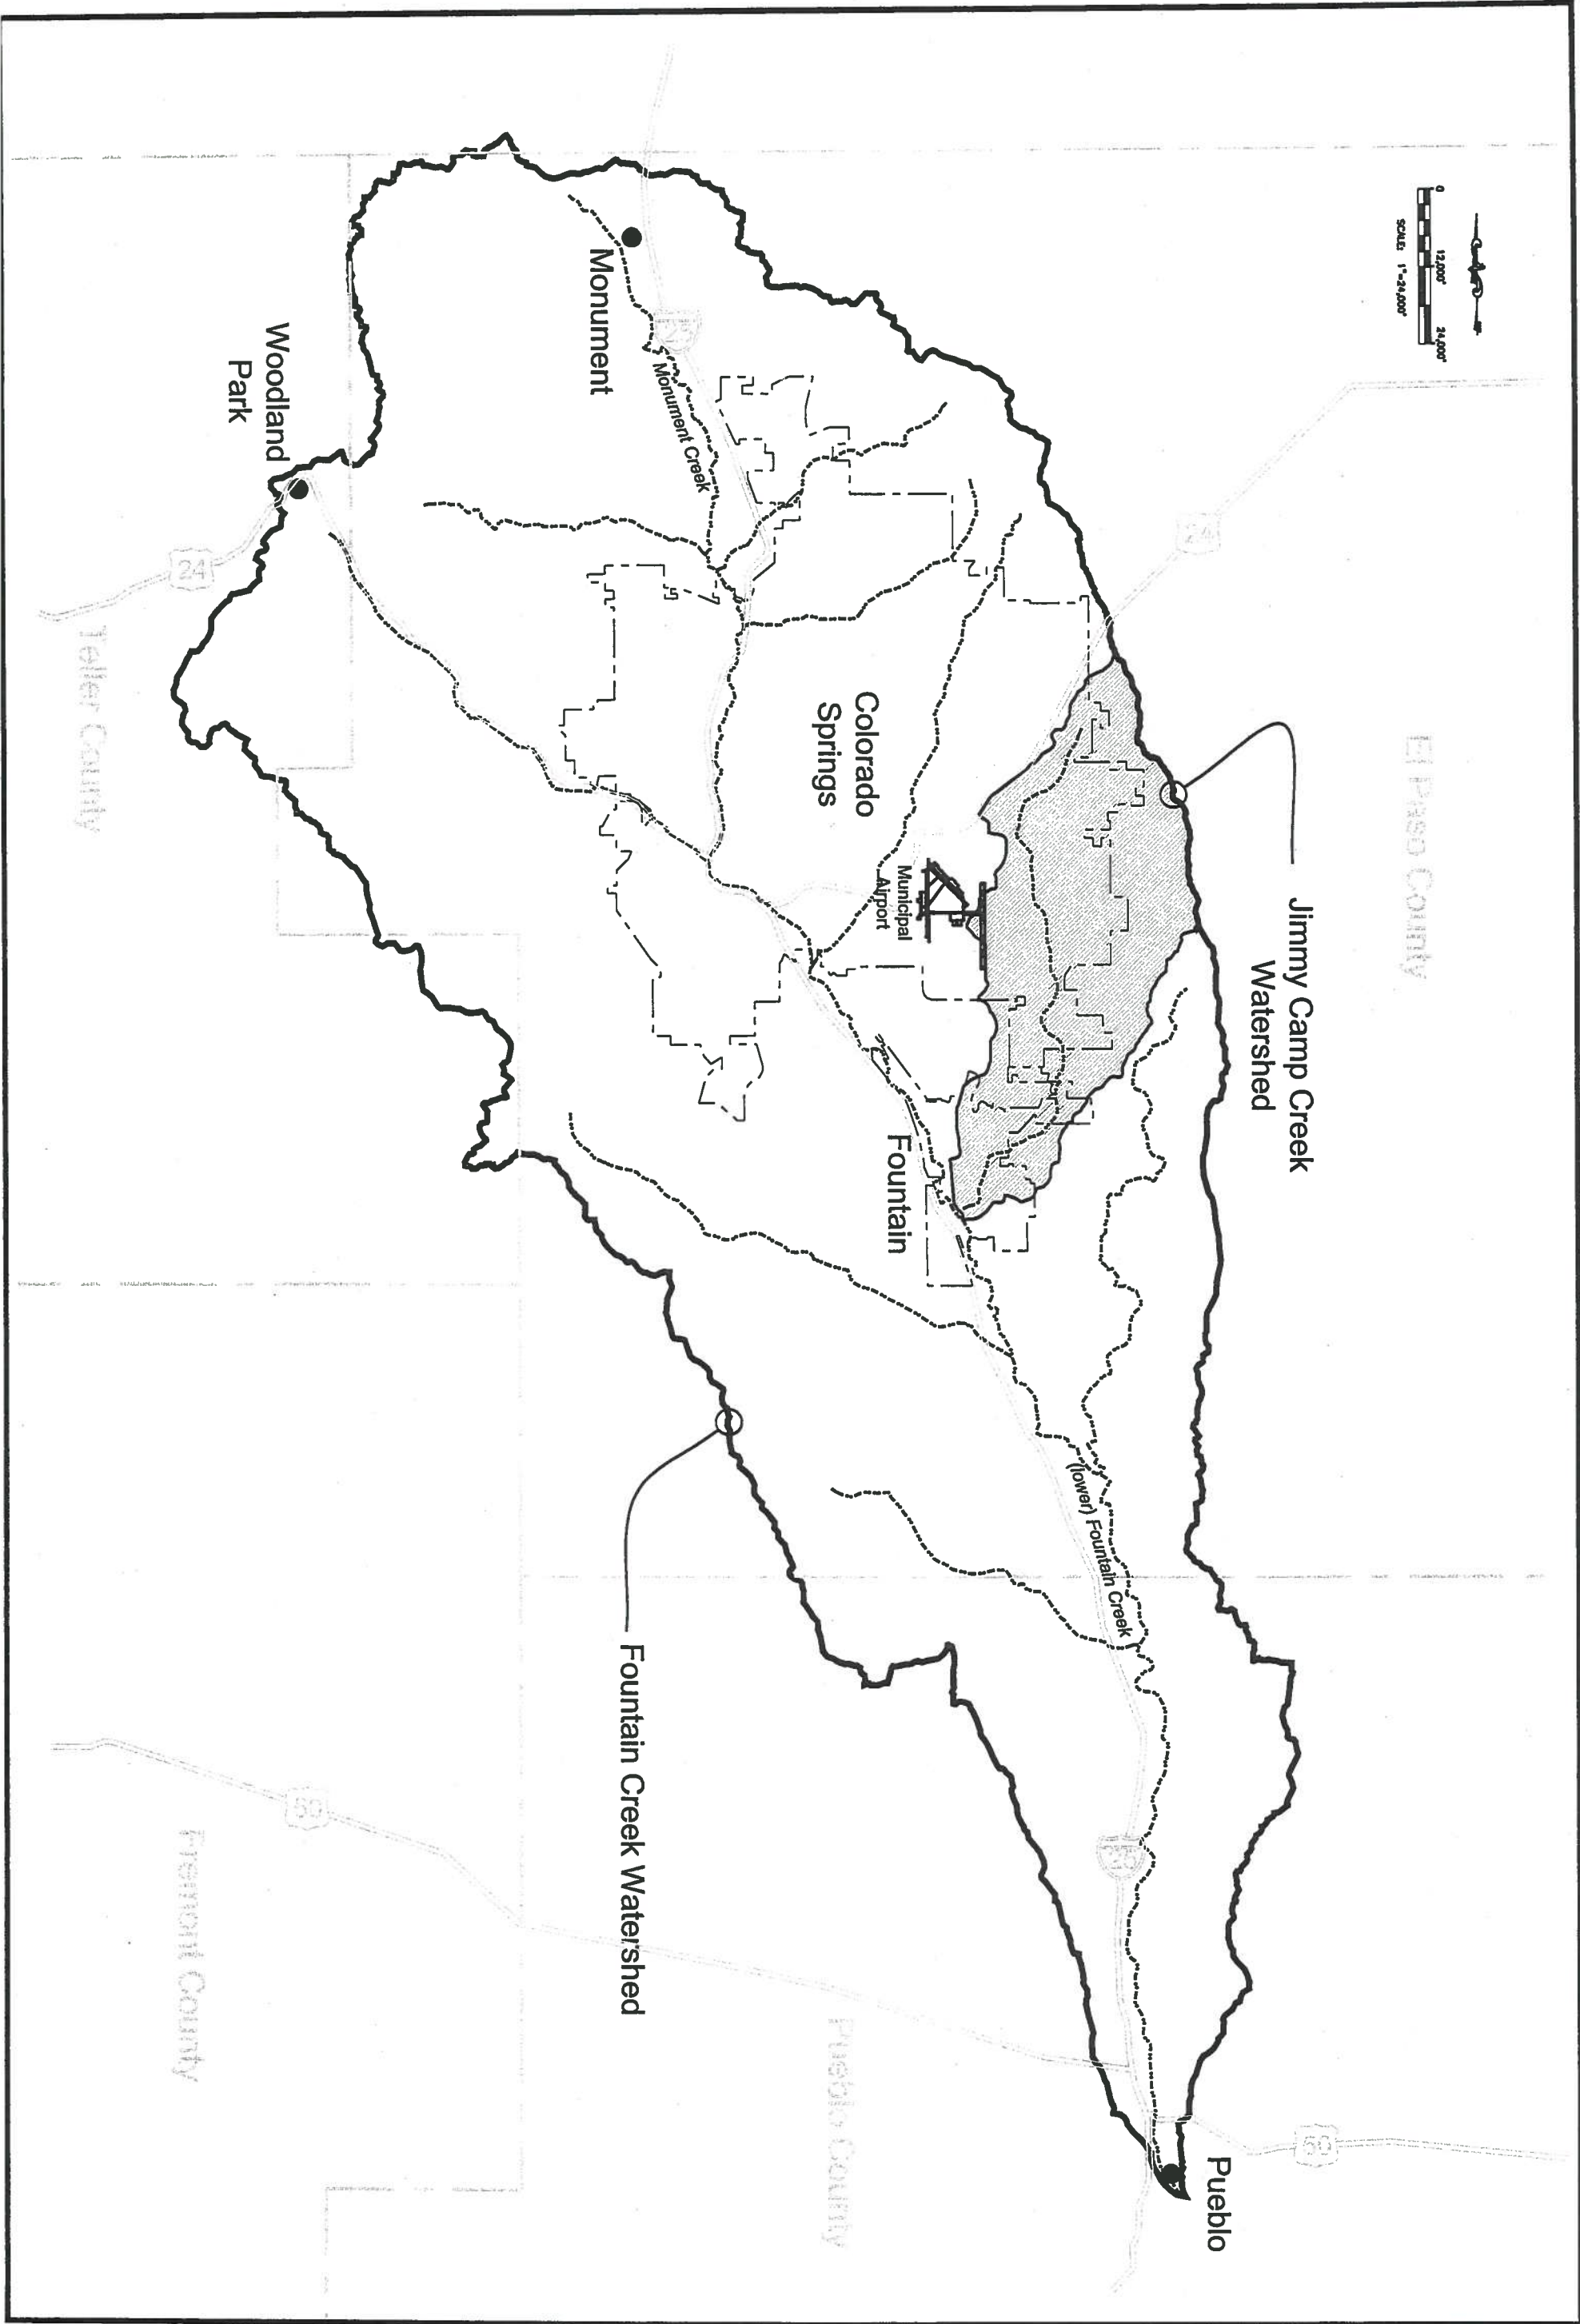 0
12,000'
24,000'
SCALE: 1"=24,000'
El Paso County
24
Jimmy Camp Creek
Watershed
50
Pueblo
Municipal
Airport
Colorado
Springs
Fountain
(lower) Fountain Creek
25
25
Monument Creek
Monument
Fountain Creek Watershed
Pueblo County
Woodland
Park
24
Teller County
50
Fremont County